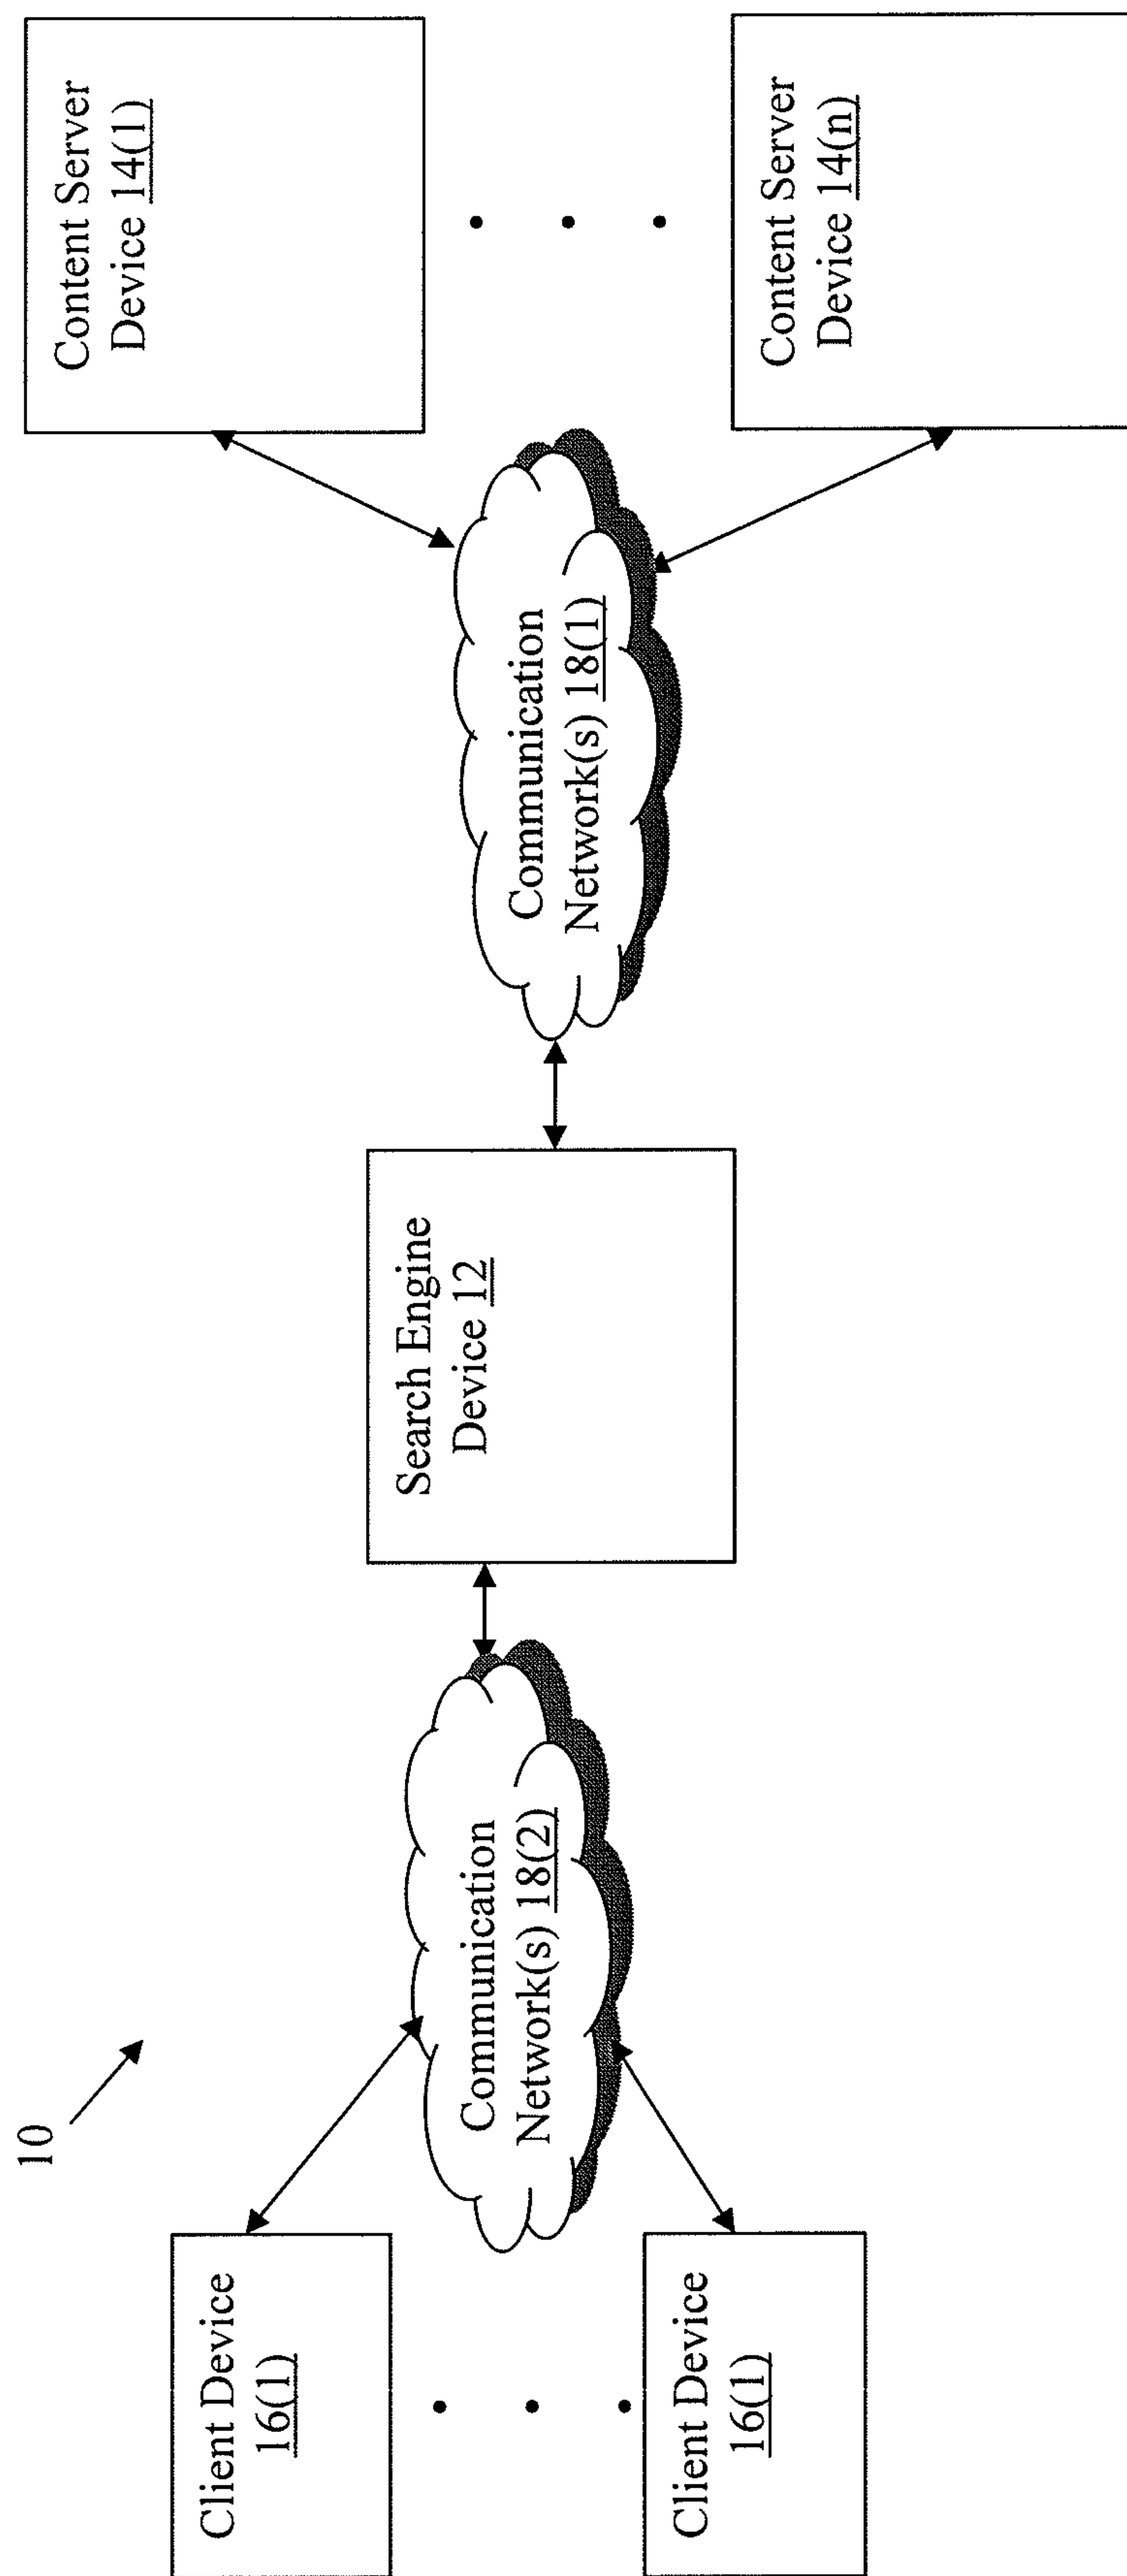 10
Client Device
16(1)
Client Device
16(1)
Communication
Network(s) 18(2)
Search Engine
Device 12
Communication
Network(s) 18(1)
Content Server
Device 14(1)
Content Server
Device 14(n)